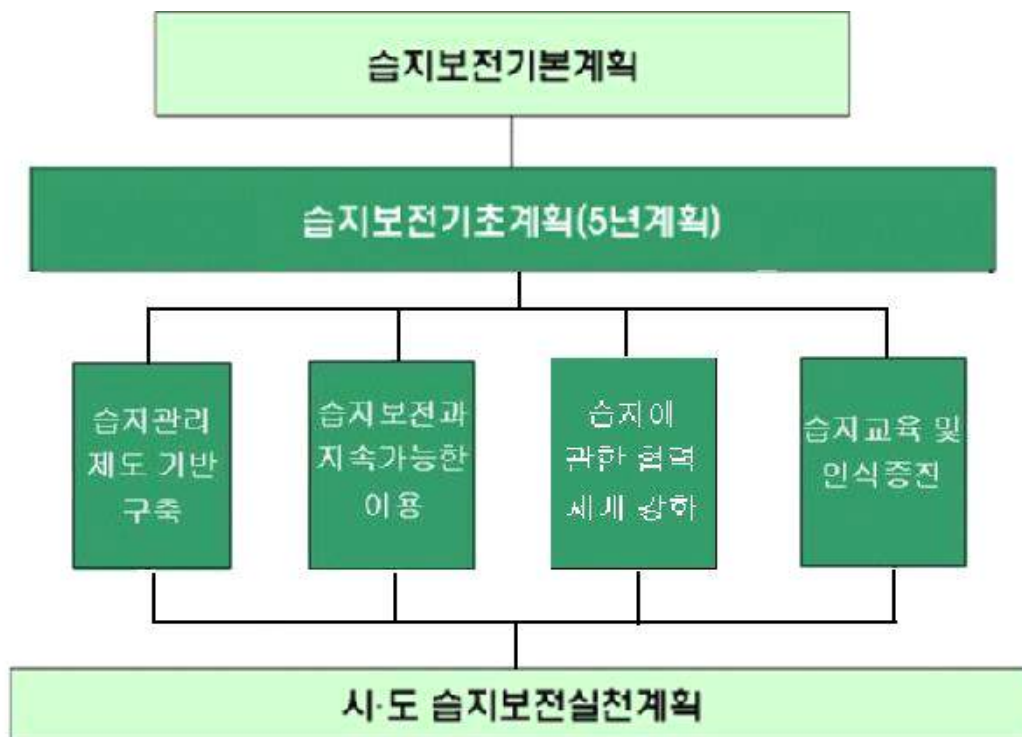 습지보전기본계획
습지보전기초계획(5년계획)
습지관리
제도 기반
구축
습지보전과
지속가능한
이용
습지에
관한 협력
체계 강화
습지교육 및
인식증진
시·도 습지보전실천계획